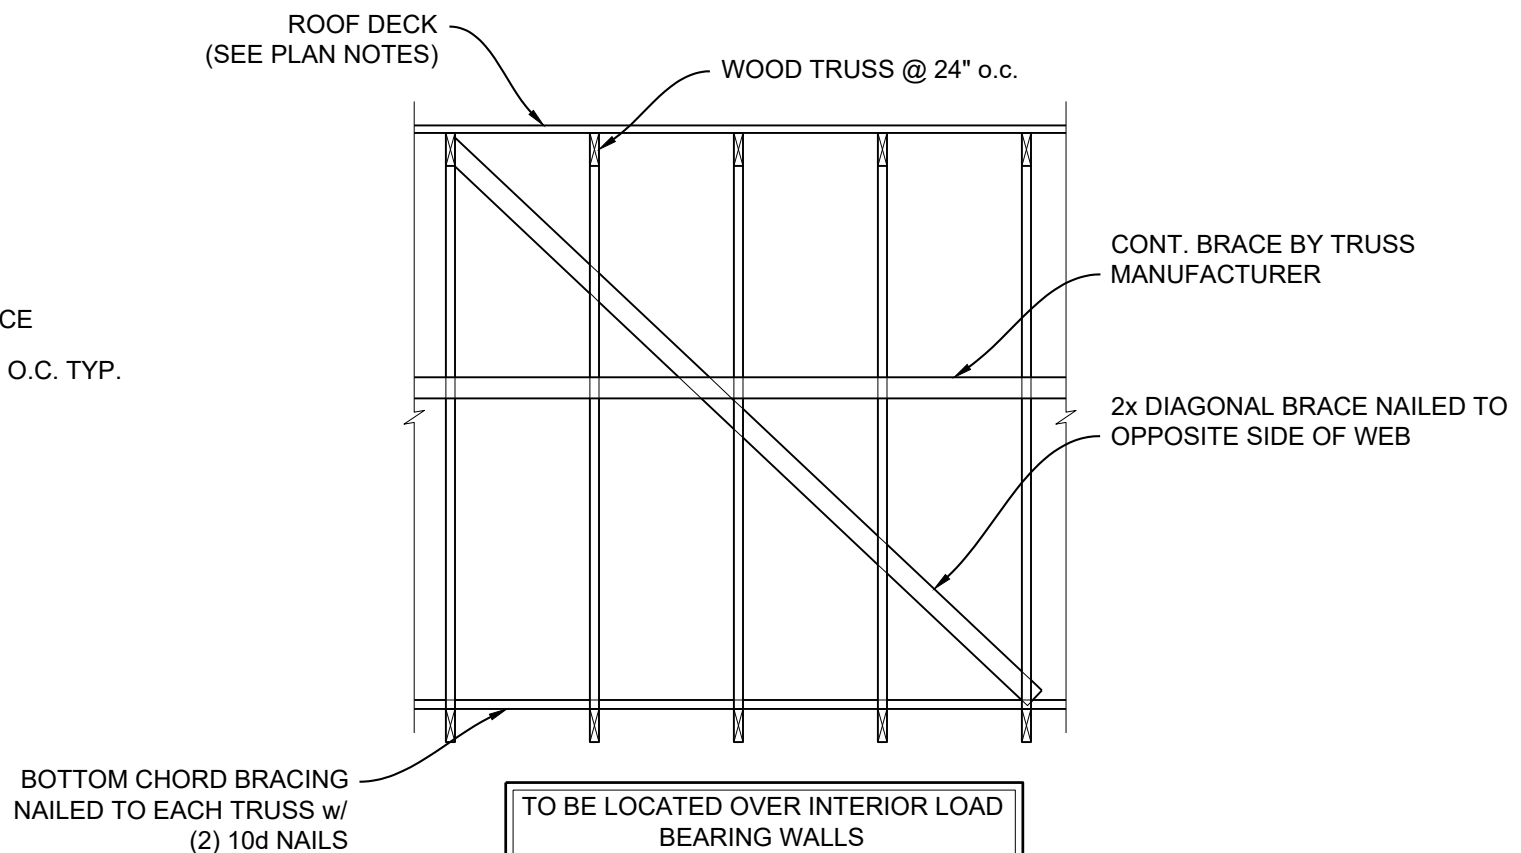 ROOF DECK
(SEE PLAN NOTES)
WOOD TRUSS @ 24" o.c.
CONT. BRACE BY TRUSS
MANUFACTURER
CE
O.C. TYP.
2x DIAGONAL BRACE NAILED TO
OPPOSITE SIDE OF WEB
BOTTOM CHORD BRACING
NAILED TO EACH TRUSS w/
(2) 10d NAILS
TO BE LOCATED OVER INTERIOR LOAD
BEARING WALLS